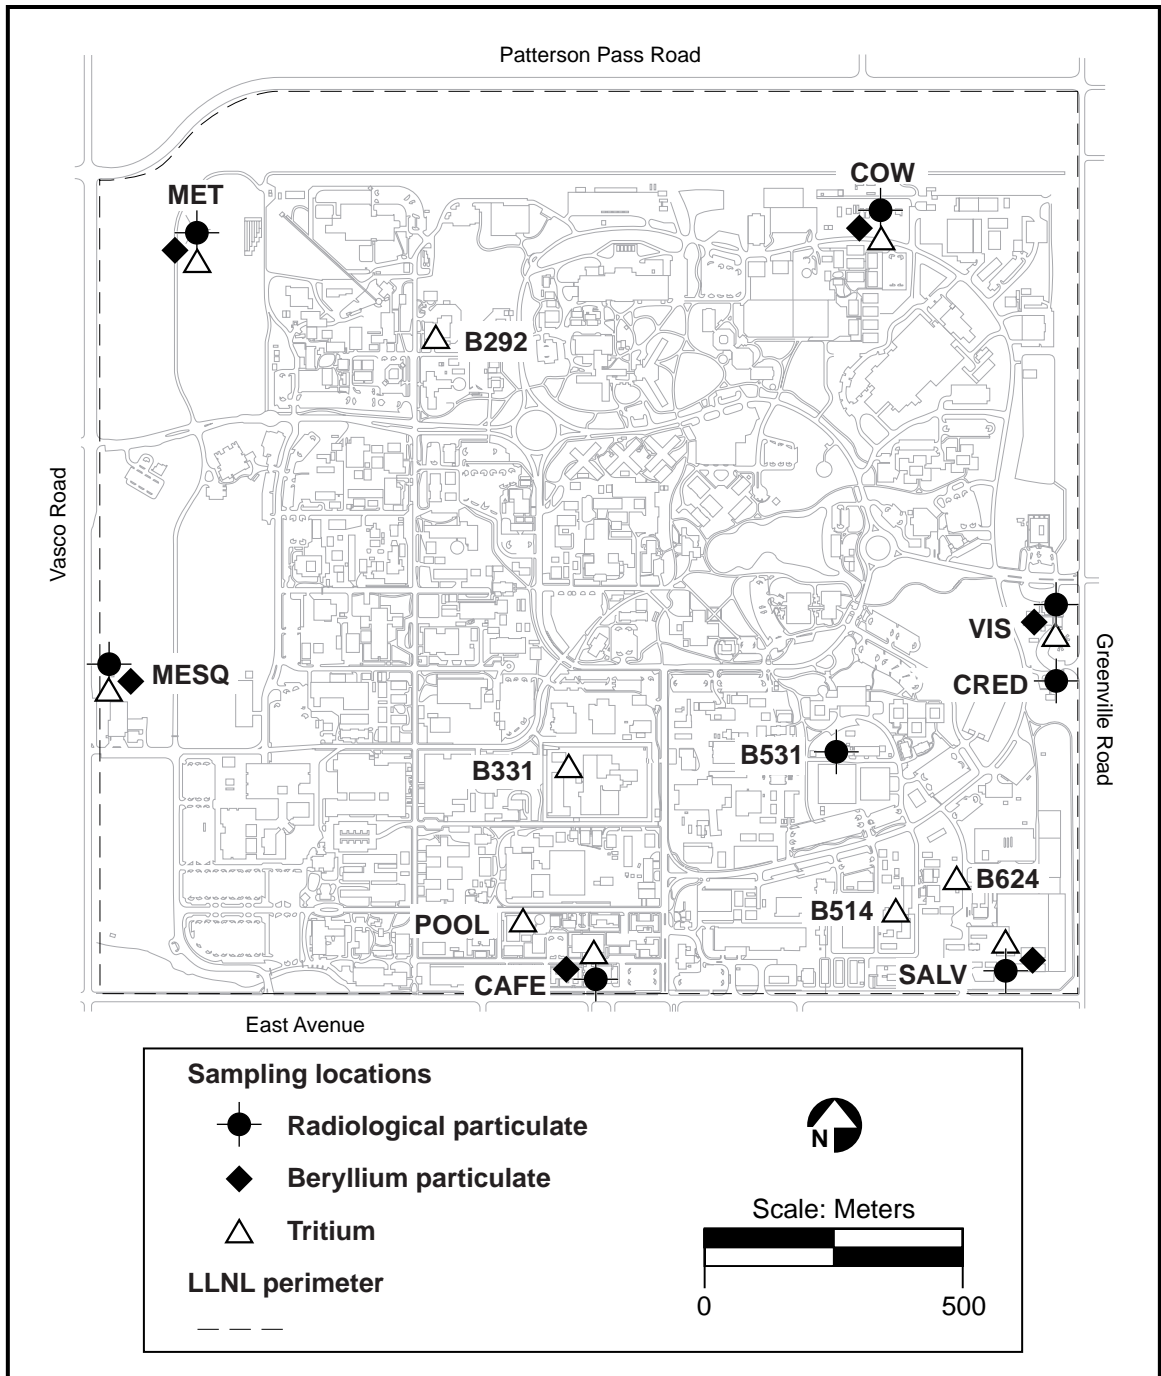 Patterson Pass Road
COW
MET
B292
Vasco Road
VIS
MESQ
CRED
Greenville Road
B531
B331
B624
B514
POOL
SALV
CAFE
East Avenue
Sampling locations
Radiological particulate
Beryllium particulate
Tritium
LLNL perimeter
N
Scale: Meters
0 500